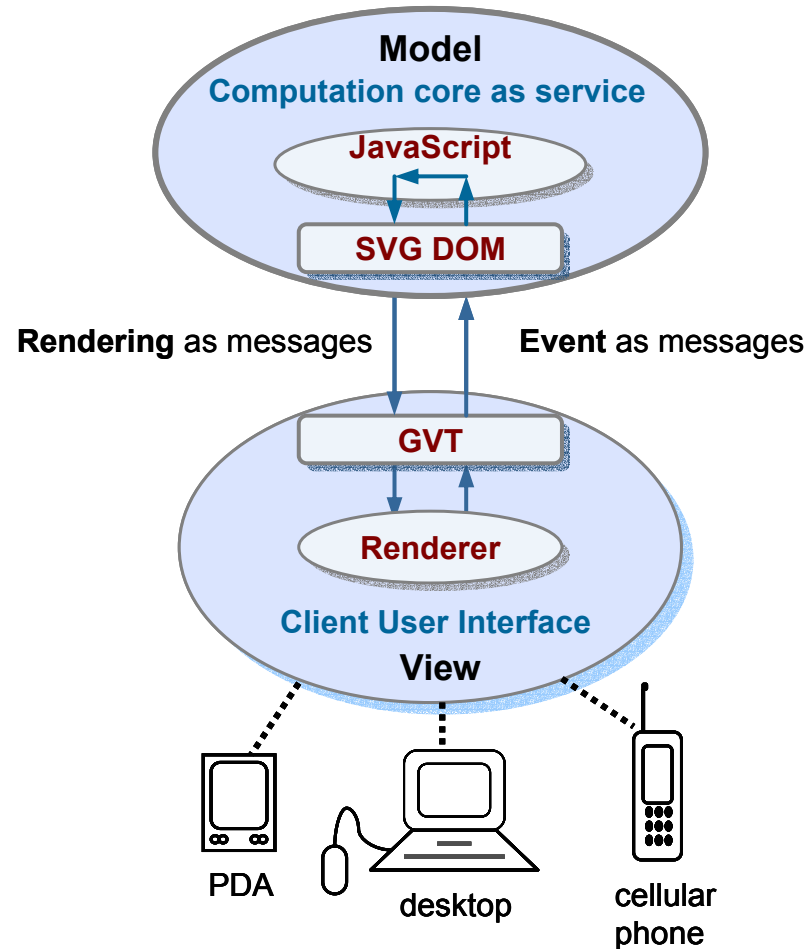 Model
Computation core as service
JavaScript
SVG DOM
Rendering as messages
Event as messages
GVT
Renderer
Client User Interface
View
PDA
desktop
cellular
phone